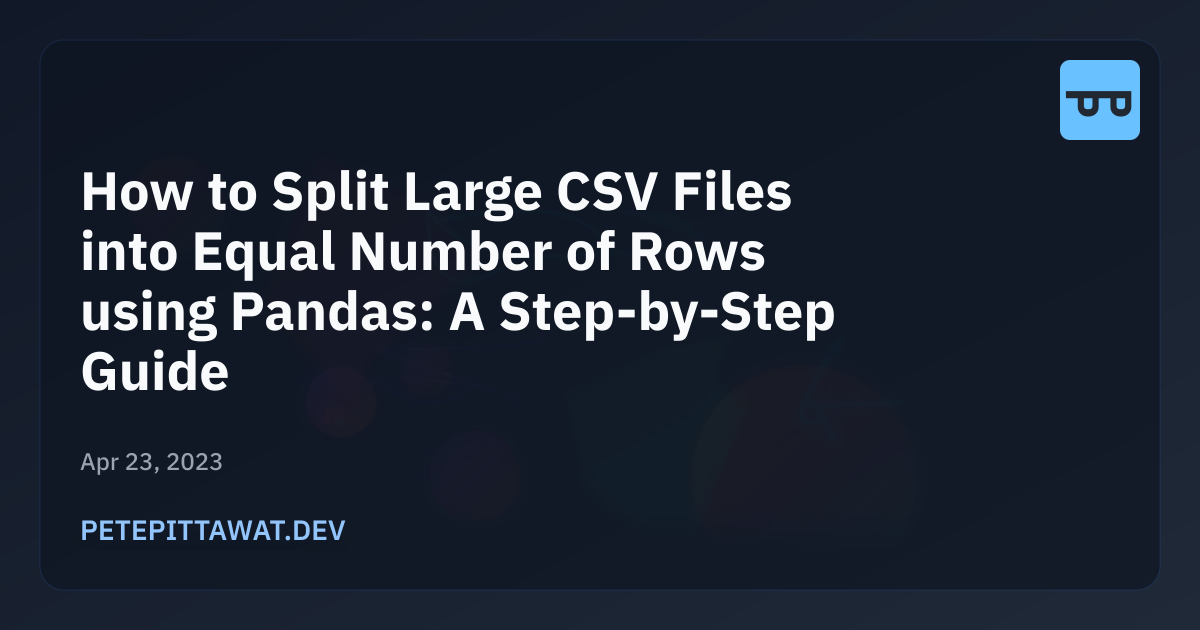 How to Split Large CSV Files
into Equal Number of Rows
using Pandas: A Step-by-Step
Guide
Apr 23, 2023
PETEPITTAWAT.DEV